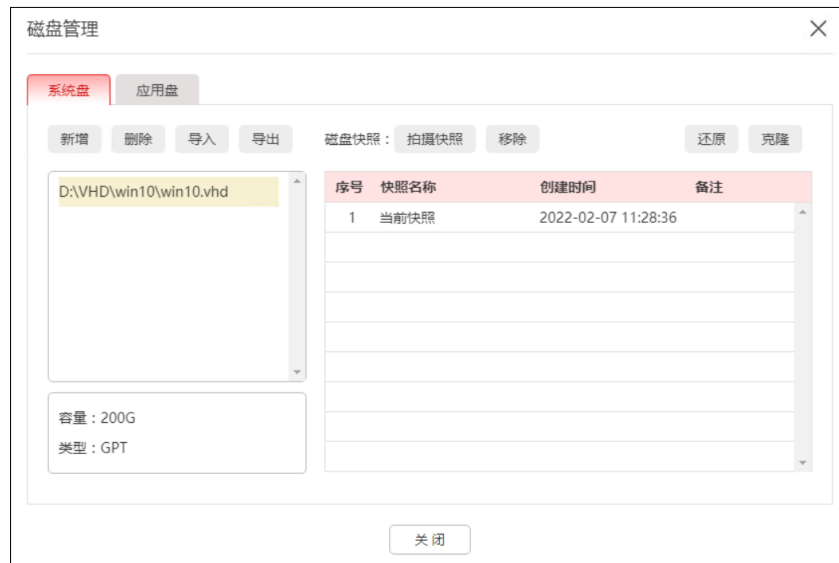 磁盘管理
系统盘 应用盘
新增 删除 导入 导出 磁盘快照： 拍摄快照 移除 还原 克隆
D:\VHD\win10\win10.vhd
序号 快照名称 创建时间 备注
1 当前快照 2022-02-07 11:28:36
容量：200G
类型：GPT
关 闭